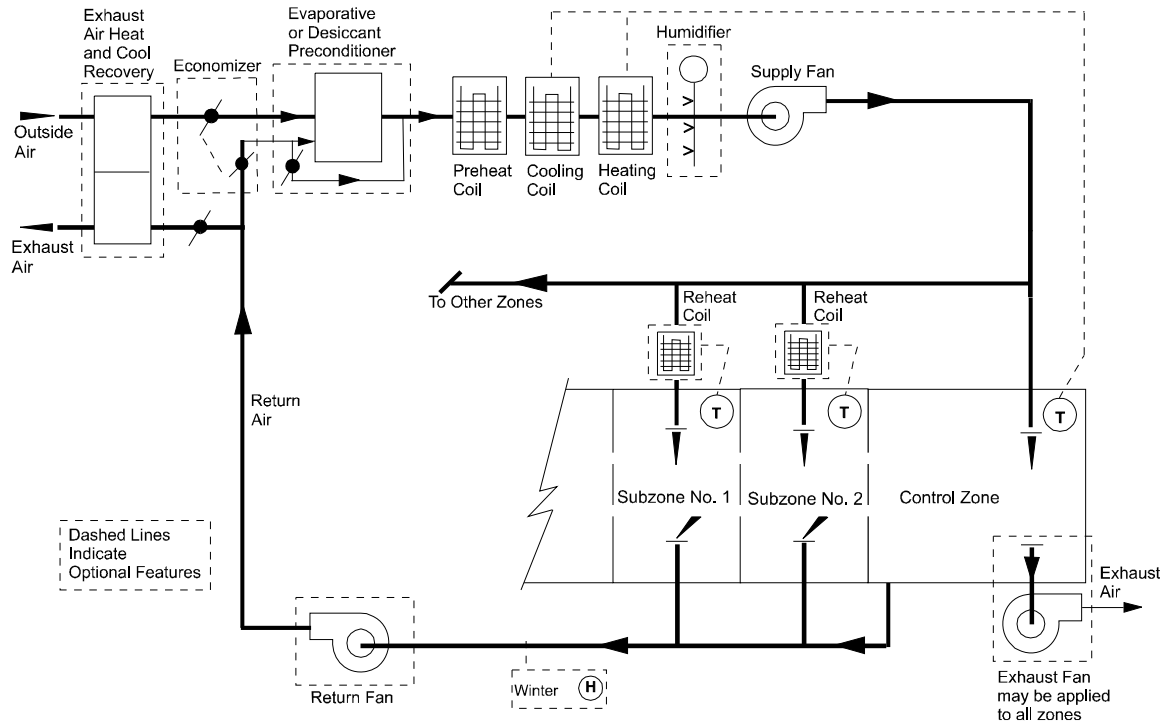 Exhaust
Air Heat
and Cool
Recovery
Economizer
Evaporative
or Desiccant
Preconditioner
Humidifier
Supply Fan
Outside
Air
Preheat
Coil
Cooling
Coil
Heating
Coil
Exhaust
Air
To Other Zones
Reheat
Coil
Reheat
Coil
Return
Air
T
T
T
Subzone No. 1
Subzone No. 2
Control Zone
Dashed Lines
Indicate
Optional Features
Exhaust
Air
Return Fan
Winter
H
Exhaust Fan
may be applied
to all zones